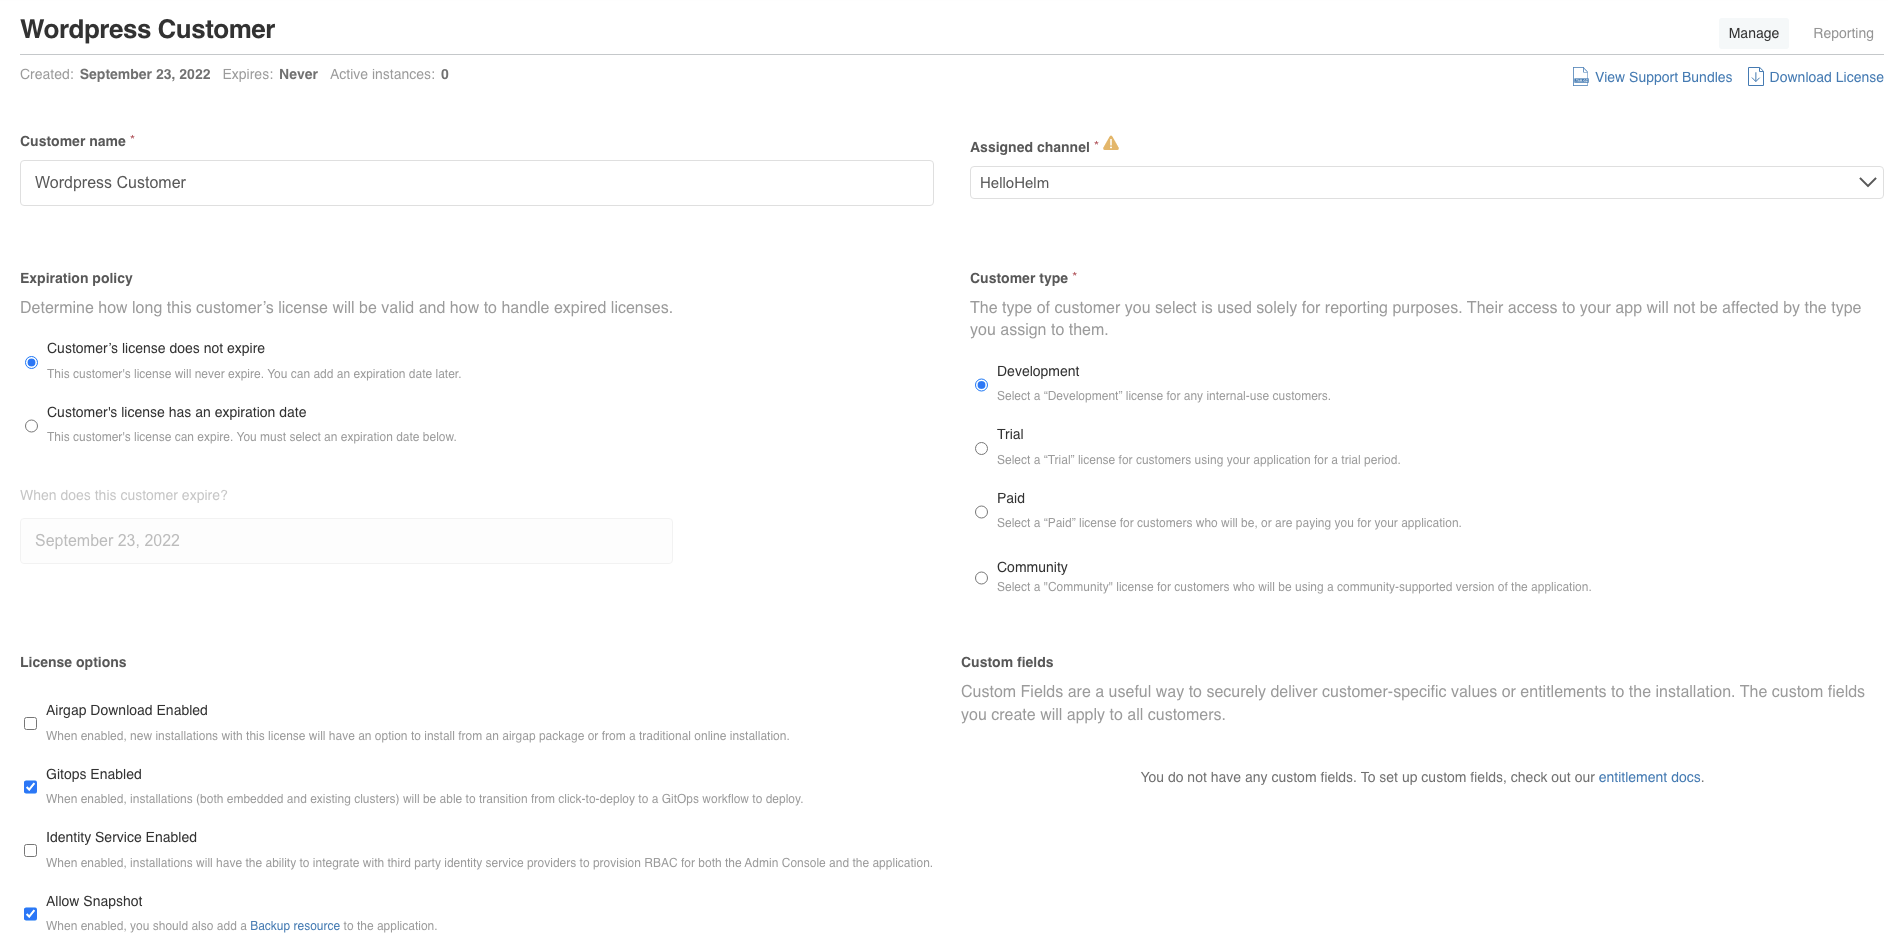 Wordpress Customer
Manage
Reporting
Created: September 23, 2022 Expires: Never Active instances: 0
View Support Bundles
Download License
Customer name *
Wordpress Customer
Assigned channel *
HelloHelm
Expiration policy
Determine how long this customer’s license will be valid and how to handle expired licenses.
Customer’s license does not expire
This customer's license will never expire. You can add an expiration date later.
Customer's license has an expiration date
This customer's license can expire. You must select an expiration date below.
When does this customer expire?
September 23, 2022
Customer type *
The type of customer you select is used solely for reporting purposes. Their access to your app will not be affected by the type
you assign to them.
Development
Select a “Development” license for any internal-use customers.
Trial
Select a “Trial” license for customers using your application for a trial period.
Paid
Select a “Paid” license for customers who will be, or are paying you for your application.
Community
Select a "Community" license for customers who will be using a community-supported version of the application.
License options
Airgap Download Enabled
When enabled, new installations with this license will have an option to install from an airgap package or from a traditional online installation.
Gitops Enabled
When enabled, installations (both embedded and existing clusters) will be able to transition from click-to-deploy to a GitOps workflow to deploy.
Identity Service Enabled
When enabled, installations will have the ability to integrate with third party identity service providers to provision RBAC for both the Admin Console and the application.
Allow Snapshot
When enabled, you should also add a Backup resource to the application.
Custom fields
Custom Fields are a useful way to securely deliver customer-specific values or entitlements to the installation. The custom fields
you create will apply to all customers.
You do not have any custom fields. To set up custom fields, check out our entitlement docs.